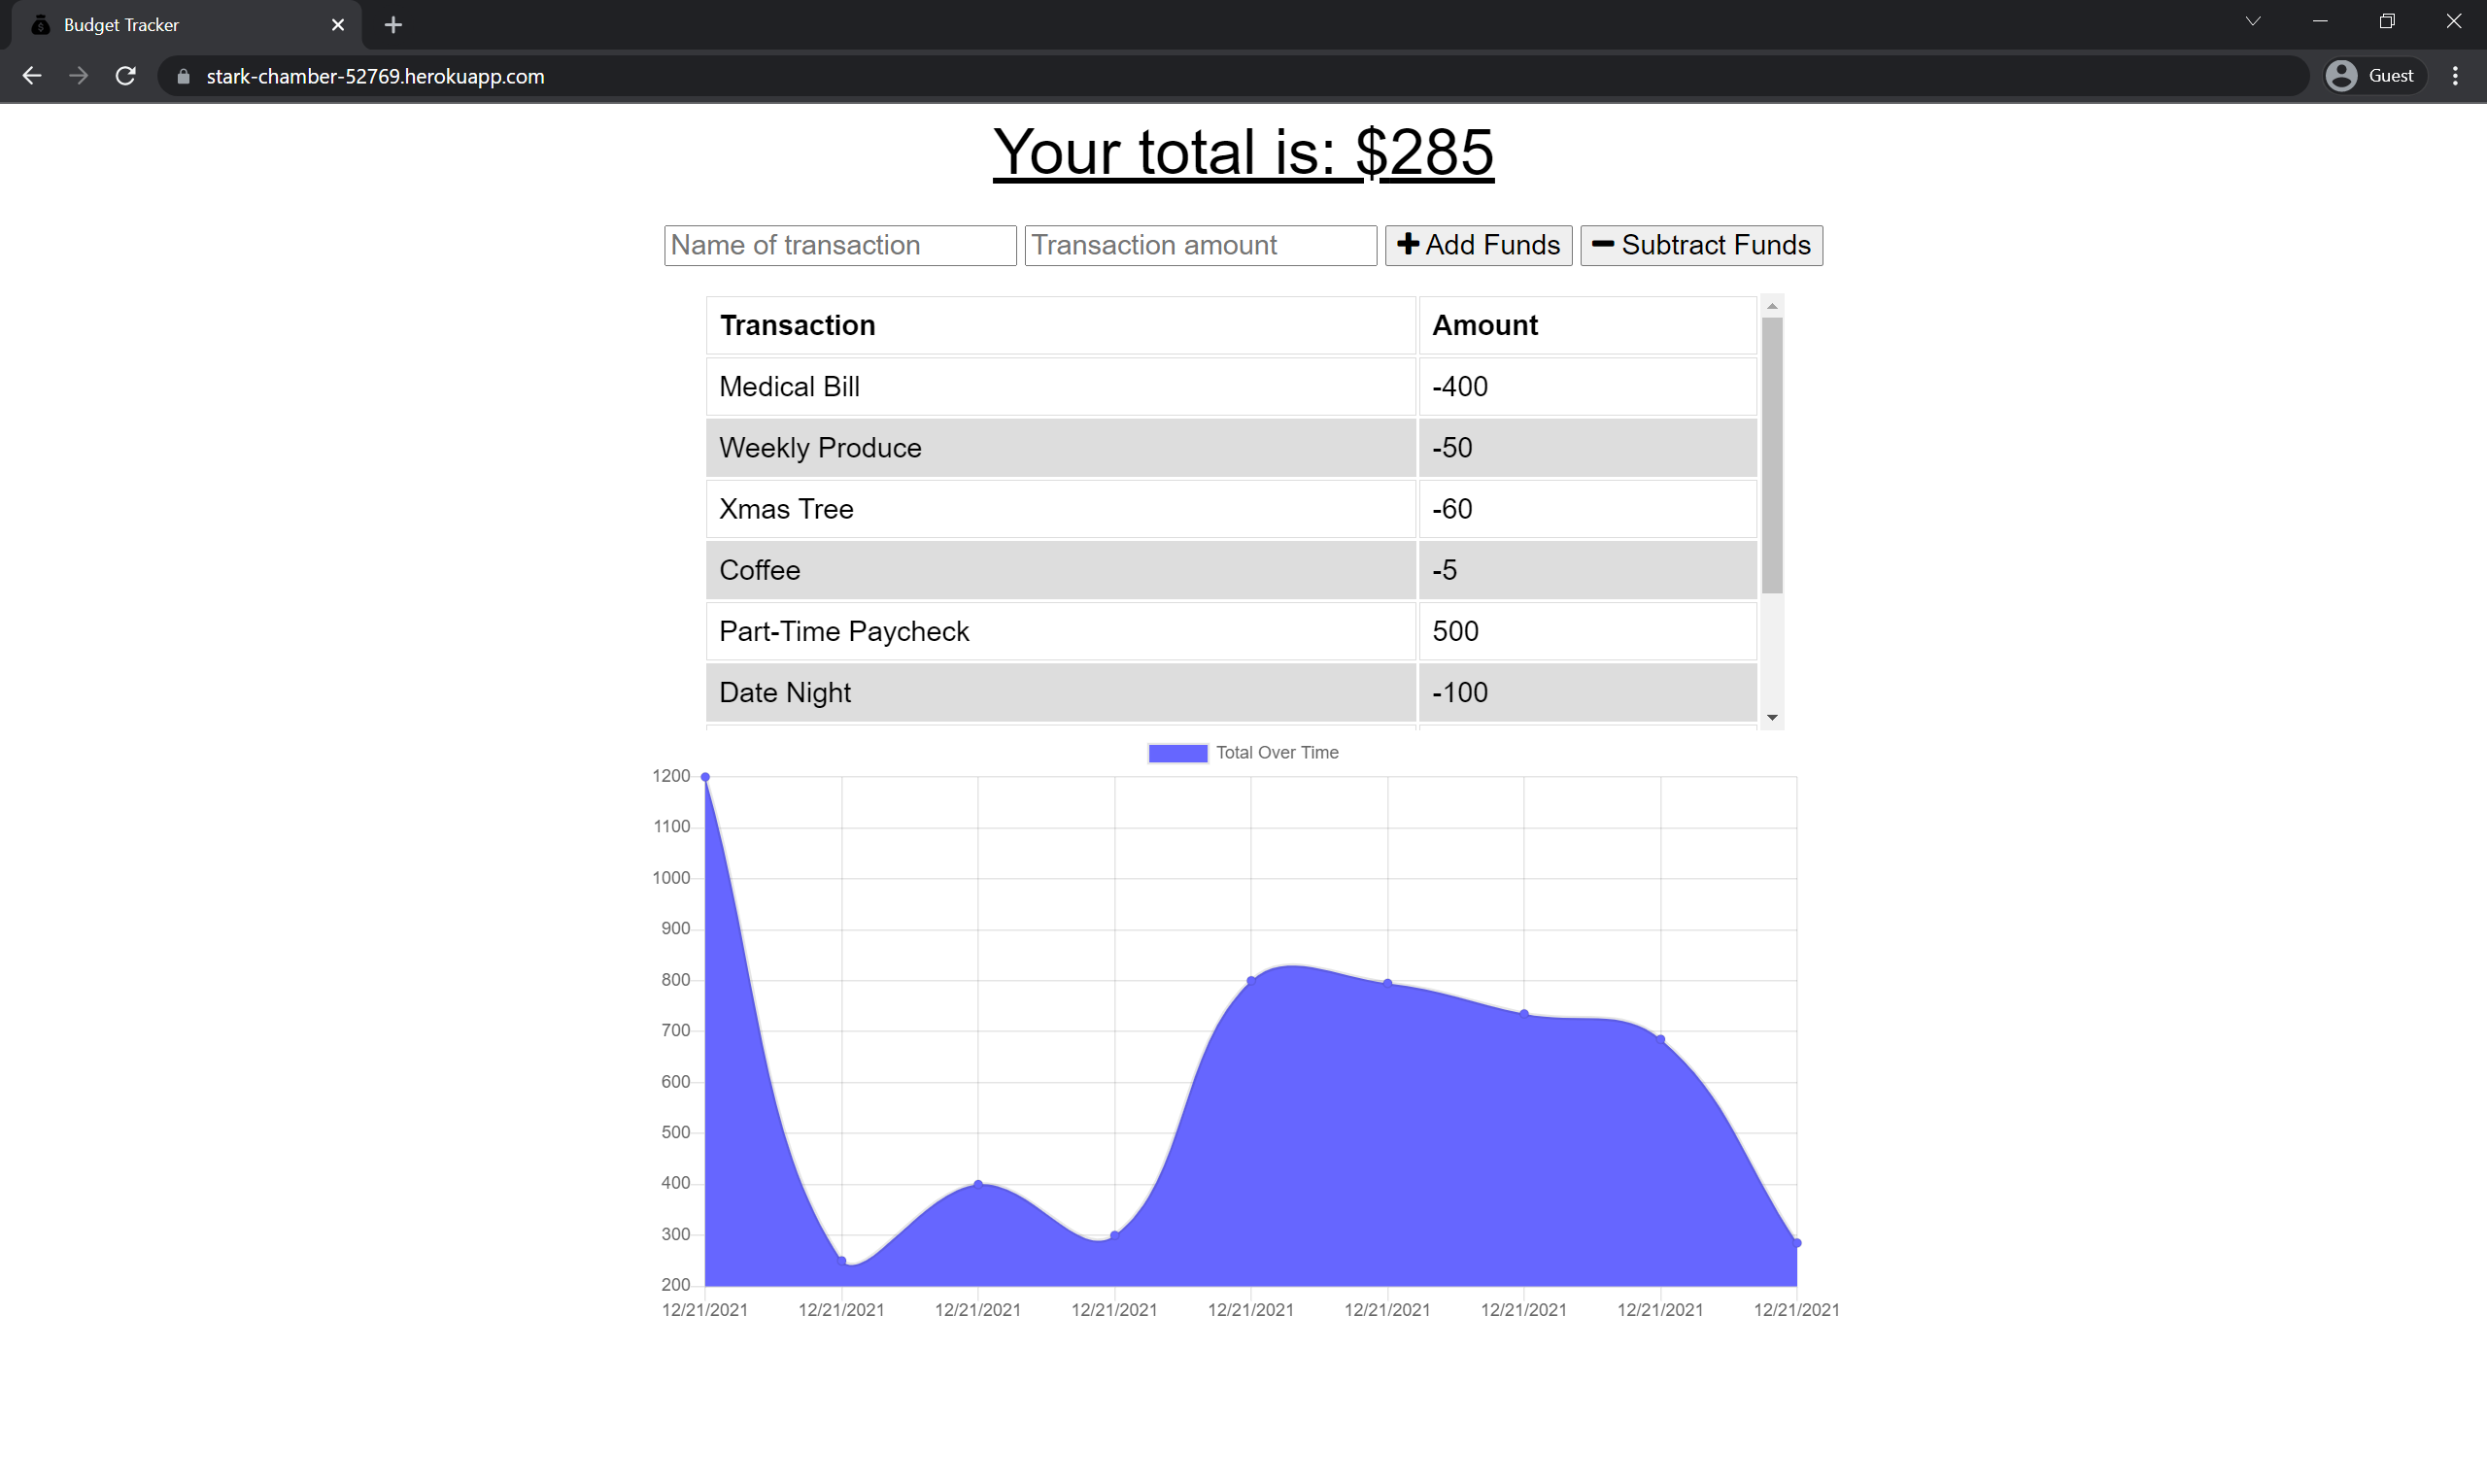 Budget Tracker
stark-chamber-52769.herokuapp.com
Guest
Your total is: $285
Name of transaction Transaction amount Add Funds Subtract Funds
Transaction Amount
Medical Bill -400
Weekly Produce -50
Xmas Tree -60
Coffee -5
Part-Time Paycheck 500
Date Night -100
Total Over Time
1200
1100
1000
900
800
700
600
500
400
300
200
12/21/2021 12/21/2021 12/21/2021 12/21/2021 12/21/2021 12/21/2021 12/21/2021 12/21/2021 12/21/2021